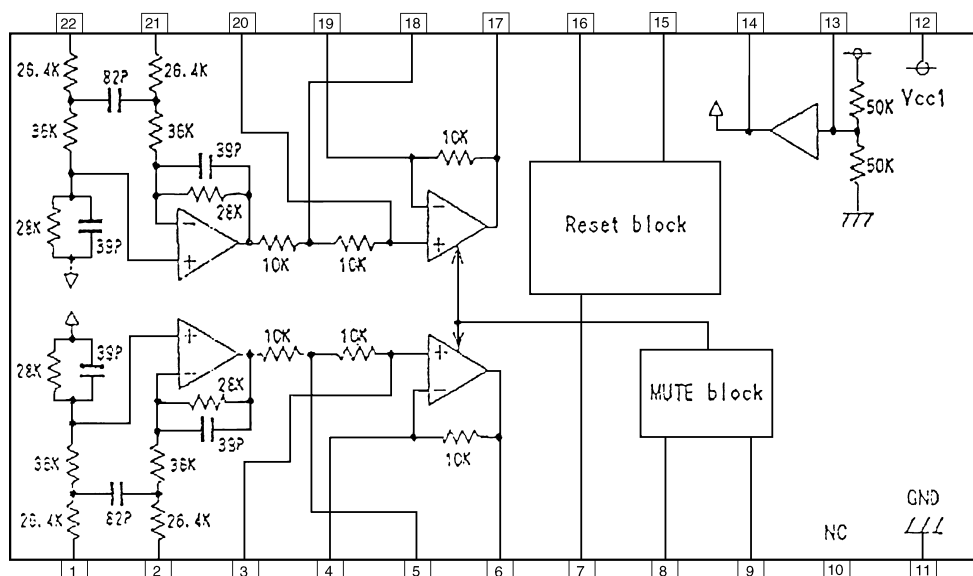 22 21 20 19 18 17 16 15 14 13 12
26.4K 82P 26.4K
36K 36K
39P
28K
28K 39P
10K 10K
10K
Reset block
50K
50K
Vcc1
28K 39P
10K 10K
28K
39P
10K
MUTE block
36K 36K
26.4K 82P 26.4K
NC
GND
1 2 3 4 5 6 7 8 9 10 11